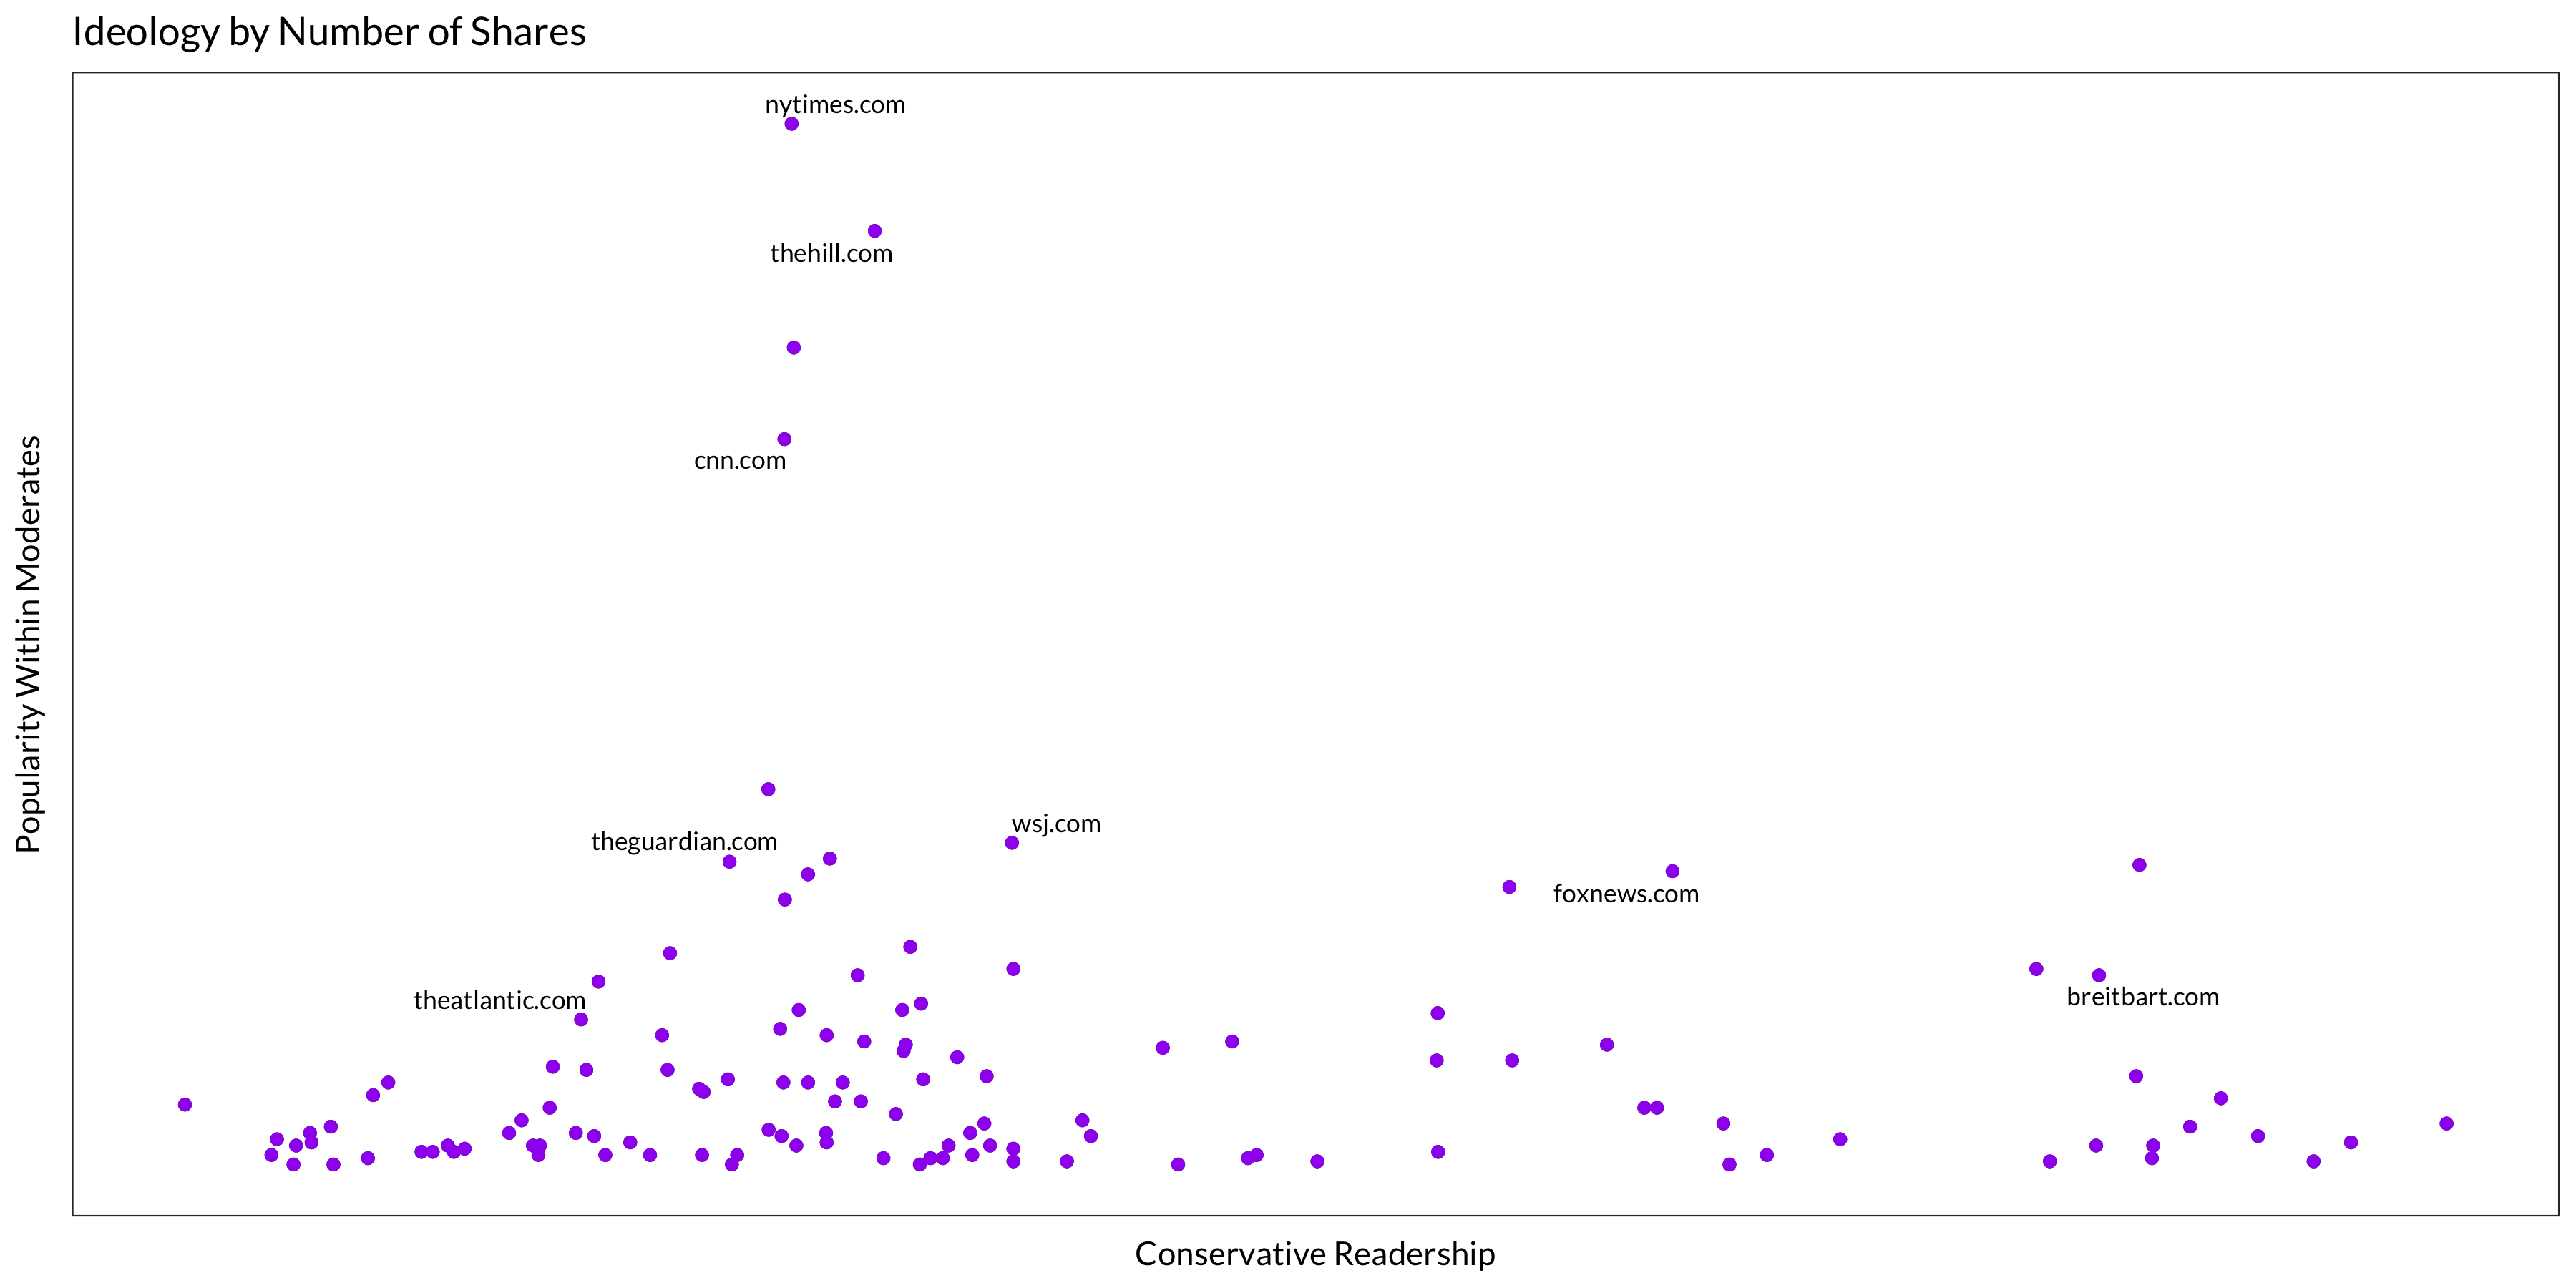 Ideology by Number of Shares
nytimes.com
thehill.com
cnn.com
Popularity Within Moderates
wsj.com
theguardian.com
foxnews.com
theatlantic.com
breitbart.com
Conservative Readership